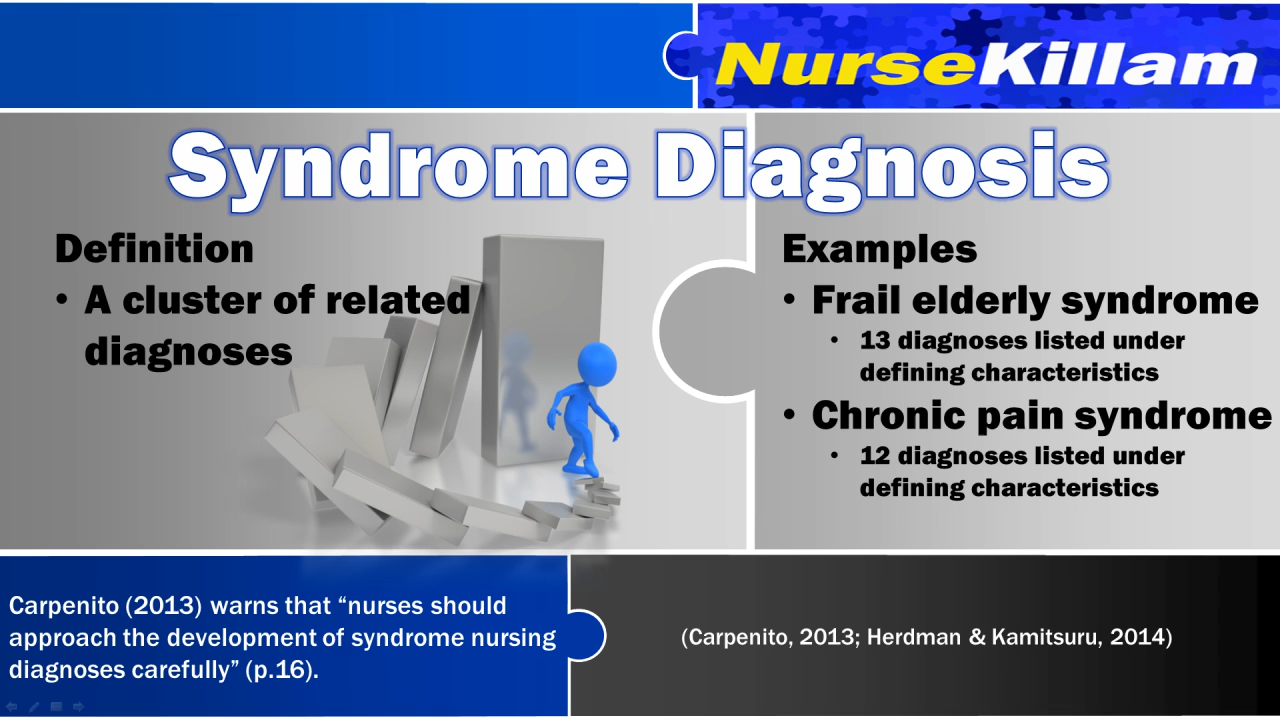 NurseKillam
Syndrome Diagnosis
Definition
• A cluster of related
diagnoses
Examples
• Frail elderly syndrome
• 13 diagnoses listed under
defining characteristics
• Chronic pain syndrome
• 12 diagnoses listed under
defining characteristics
Carpenito (2013) warns that “nurses should
approach the development of syndrome nursing
diagnoses carefully” (p.16).
(Carpenito, 2013; Herdman & Kamitsuru, 2014)